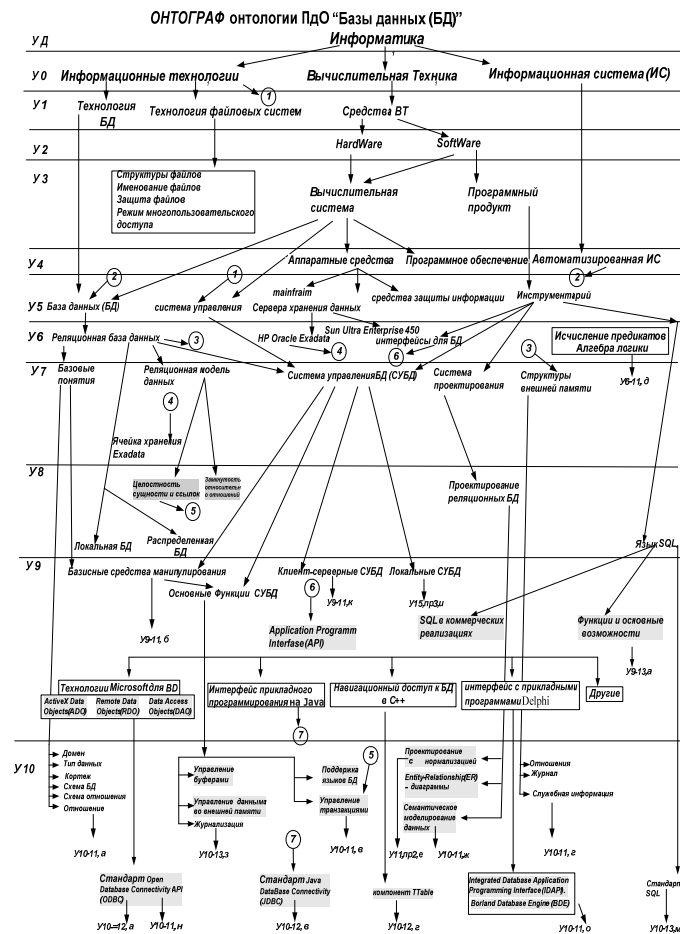 ОНТОГРАФ онтологии ПдО “Базы данных (БД)”
У Д
Информатика
У 0
Информационные технологии
Вычислительная Техника
Информационная система (ИС)
1
У 1
Технология
БД
Технология файловых систем
Средства ВТ
У 2
HardWare
SoftWare
У 3
Структуры файлов
Именование файлов
Защита файлов
Режим многопользовательского
доступа
Вычислительная
система
Программный
продукт
У 4
Аппаратные средства
Программное обеспечение
Автоматизированная ИС
2
1
2
mainfraim
средства защиты информации
Инструментарий
У 5
База данных (БД)
система управления
Сервера хранения данных
У 6
Реляционная база данных
3
HP Oracle Exadata
Sun Ultra Enterprise 450
интерфейсы для БД
4
6
3
Исчисление предикатов
Алгебра логики
У 7
Базовые
понятия
Реляционная модель
данных
Система управленияБД (СУБД)
Система
проектирования
Структуры
внешней памяти
У6-11, д
4
Ячейка хранения
Exadata
У 8
Целостность
сущности и ссылок
Замкнутость
относительн
о отношений
5
Проектирование
реляционных БД
Локальная БД
Распределенная
БД
Язык SQL
У 9
Базисные средства манипулирования
Основные Функции СУБД
Клиент-серверные СУБД
Локальные СУБД
6
У9-11,к
У15,пр3,и
У9-11, б
Application Programm
Interfase(API)
SQL в коммерческих
реализациях
Функции и основные
возможности
У9-13,а
Технологии Microsoft для BD
ActiveX Data
Objects(ADO)
Remote Data
Objects(RDO)
Data Access
Objects(DAO)
Интерфейс прикладного
программирования на Java
Навигационный доступ к БД
в С++
интерфейс с прикладными
программами Delphi
Другие
7
У10
Домен
Тип данных
Кортеж
Схема БД
Схема отношения
Отношение
Управление
буферами
Управление данныма
во внешней памяти
Журнализация
Поддержка
языков БД
5
Управление
транзакциями
Проектирование
с нормализацией
Entity-Relationship(ER)
- диаграммы
Семантическое
моделирование
данных
Отношения
Журнал
Служебная информация
У10-11, а
У10-13,з
7
У10-11, в
У11,пр2,е
У10-11,ж
У10-11, г
Стандарт Open
Database Connectivity API
(ODBC)
Стандарт Java
DataBase Connectivity
(JDBC)
компонент TTable
Integrated Database Application
Programming Interface(IDAPI).
Borland Database Engine (BDE)
Стандарт
SQL
У10-=12, а
У10-11, н
У10-12, в
У10-12, г
У10-11, о
У10-13,м